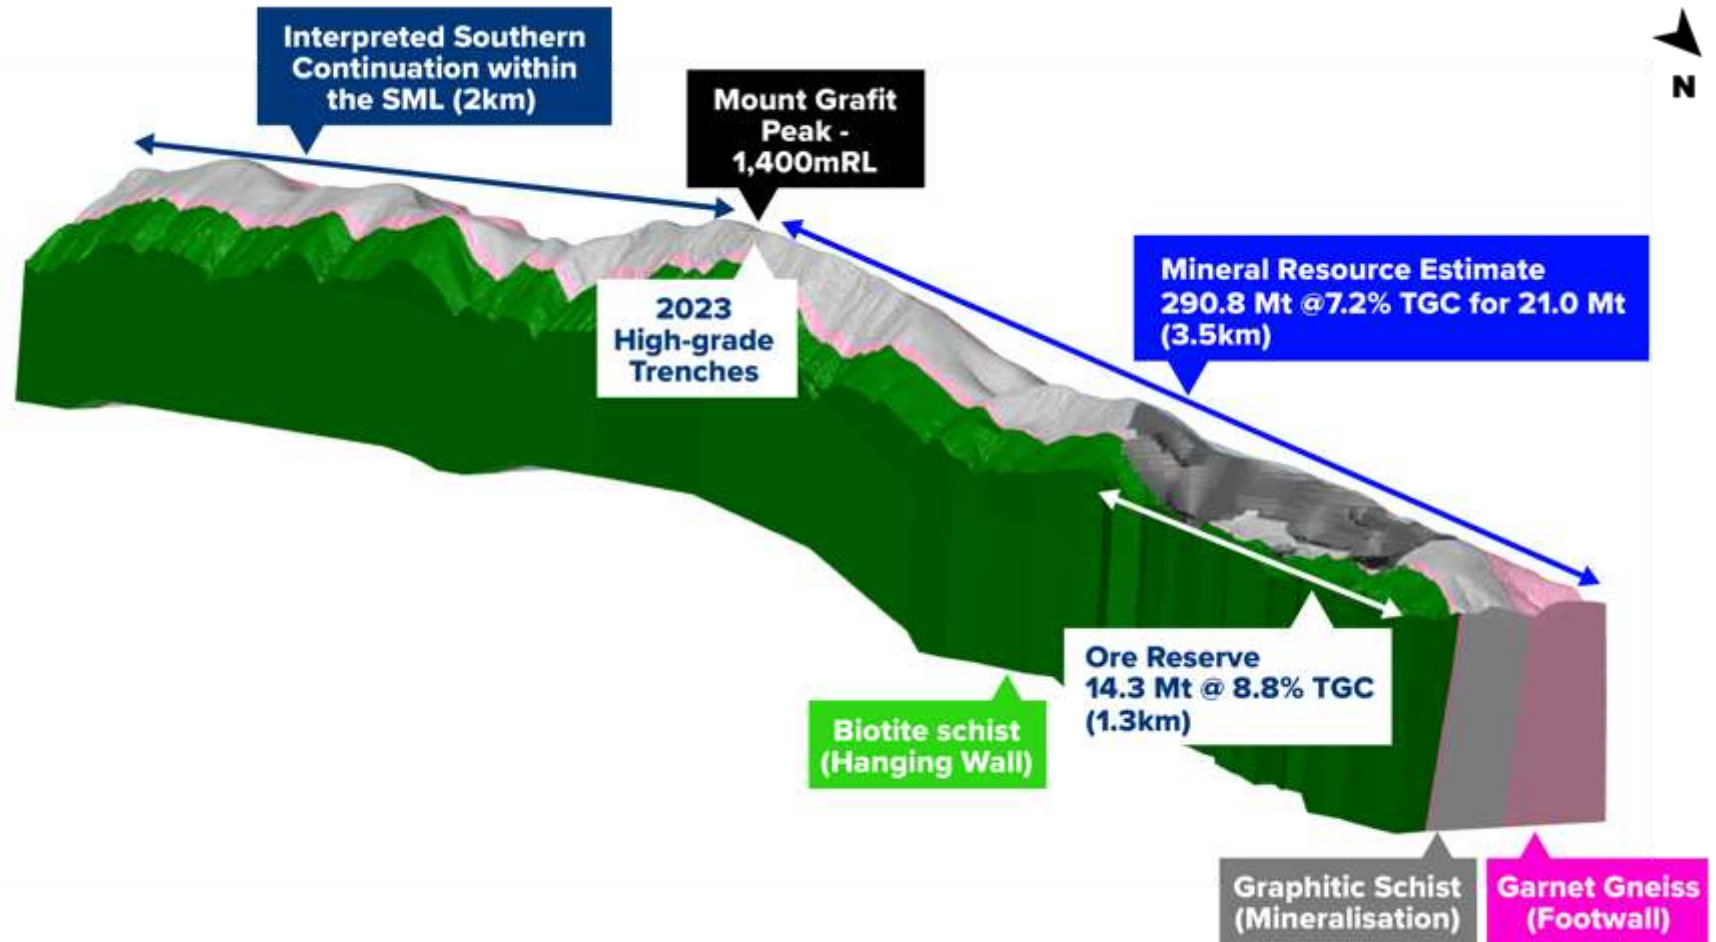 Interpreted Southern
Continuation within
the SML (2km)
Mount Grafit
Peak -
1,400mRL
N
2023
High-grade
Trenches
Mineral Resource Estimate
290.8 Mt @7.2% TGC for 21.0 Mt
(3.5km)
Ore Reserve
14.3 Mt @ 8.8% TGC
(1.3km)
Biotite schist
(Hanging Wall)
Graphitic Schist
(Mineralisation)
Garnet Gneiss
(Footwall)